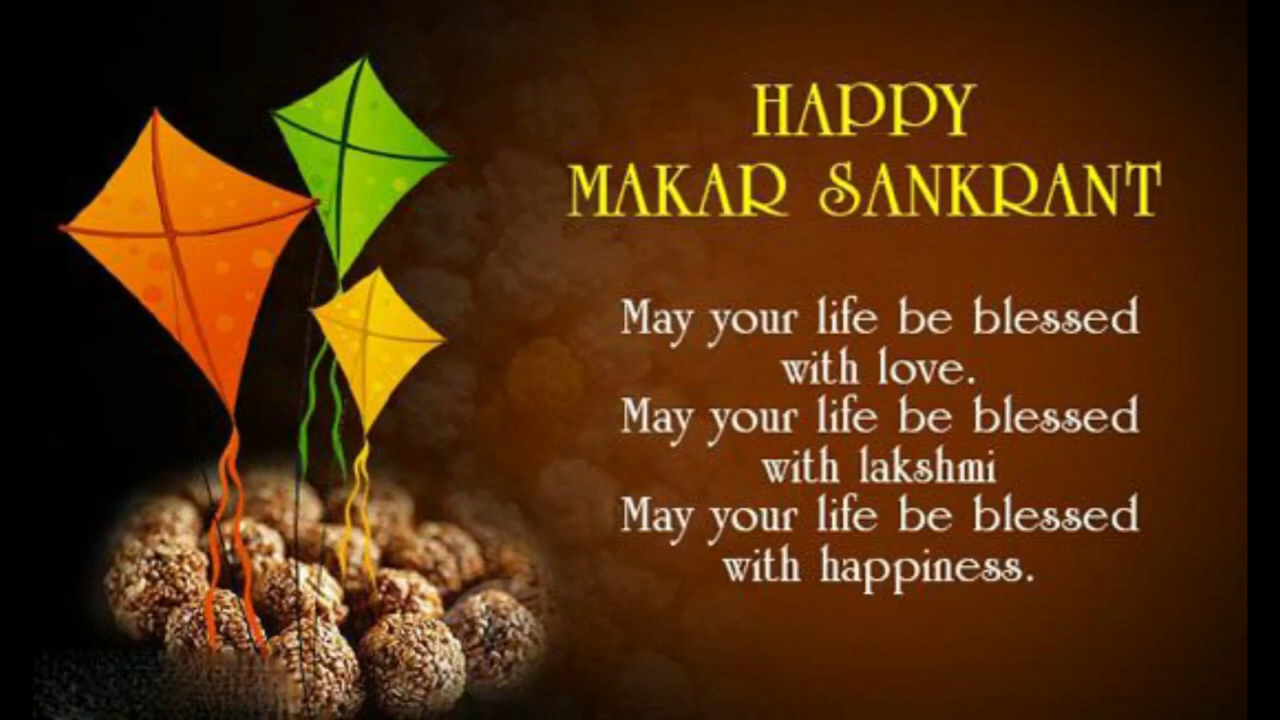 HAPPY
MAKAR SANKRANT
May your life be blessed
with love.
May your life be blessed
with lakshmi
May your life be blessed
with happiness.